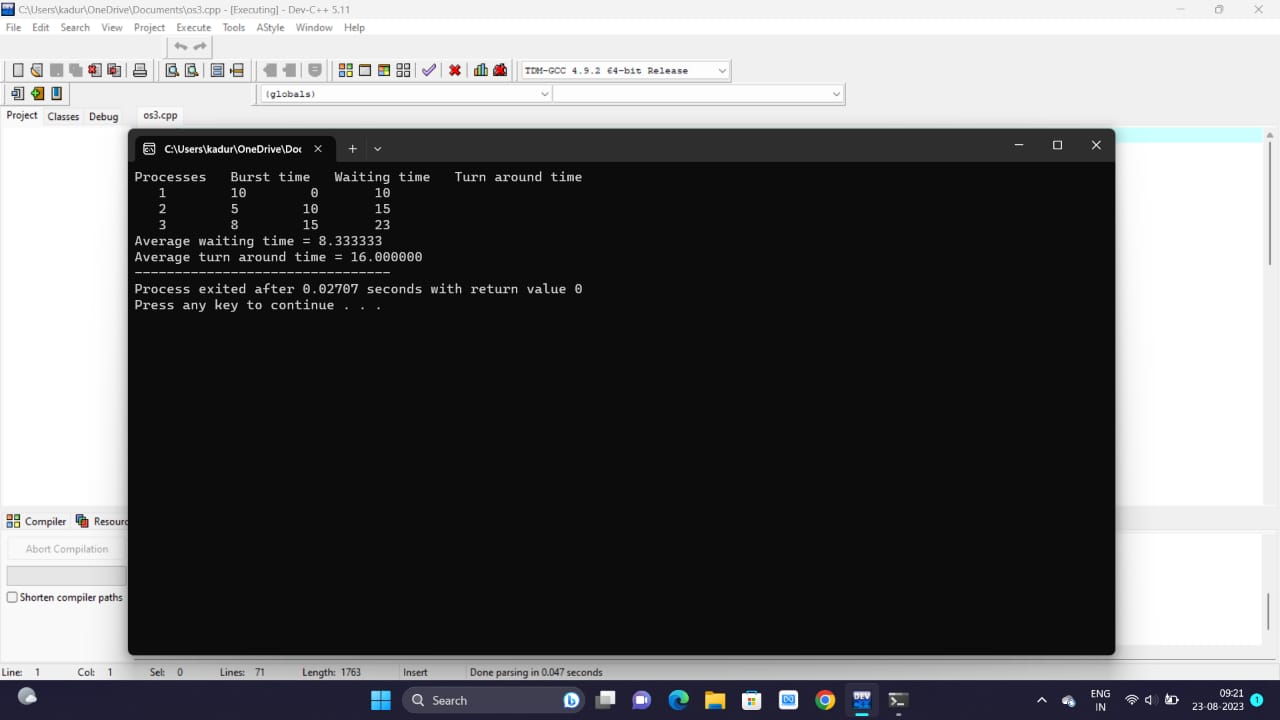 C:\Users\kadur\OneDrive\Documents\os3.cpp - [Executing] - Dev-C++ 5.11
File Edit Search View Project Execute Tools AStyle Window Help
TDM-GCC 4.9.2 64-bit Release
(globals)
Project Classes Debug os3.cpp
C:\Users\kadur\OneDrive\Doc
Processes Burst time Waiting time Turn around time
1 10 0 10
2 5 10 15
3 8 15 23
Average waiting time = 8.333333
Average turn around time = 16.000000
--------------------------------
Process exited after 0.02707 seconds with return value 0
Press any key to continue . . .
Compiler Resourc
Abort Compilation
Shorten compiler paths
Line: 1 Col: 1 Sel: 0 Lines: 71 Length: 1763 Insert Done parsing in 0.047 seconds
Search
DEV
ENG
IN
09:21
23-08-2023
1